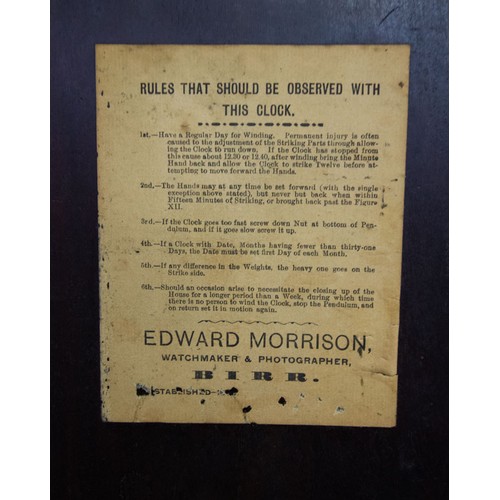 RULES THAT SHOULD BE OBSERVED WITH
THIS CLOCK.
1st.—Have a Regular Day for Winding. Permanent injury is often
caused to the adjustment of the Striking Parts through allow-
ing the Clock to run down. If the Clock has stopped from
this cause about 12.30 or 12.40, after winding bring the Minute
Hand back and allow the Clock to strike Twelve before at-
tempting to move forward the Hands.
2nd.—The Hands may at any time be set forward (with the single
exception above stated), but never but back when within
Fifteen Minutes of Striking, or brought back past the Figure
XII.
3rd.—If the Clock goes too fast screw down Nut at bottom of Pen-
dulum, and if it goes slow screw it up.
4th.—If a Clock with Date, Months having fewer than thirty-one
Days, the Date must be set first Day of each Month.
5th.—If any difference in the Weights, the heavy one goes on the
Strike side.
6th.—Should an occasion arise to necessitate the closing up of the
House for a longer period than a Week, during which time
there is no person to wind the Clock, stop the Pendulum, and
on return set it in motion again.
EDWARD MORRISON,
WATCHMAKER & PHOTOGRAPHER,
BIRR.
ESTABLISHED